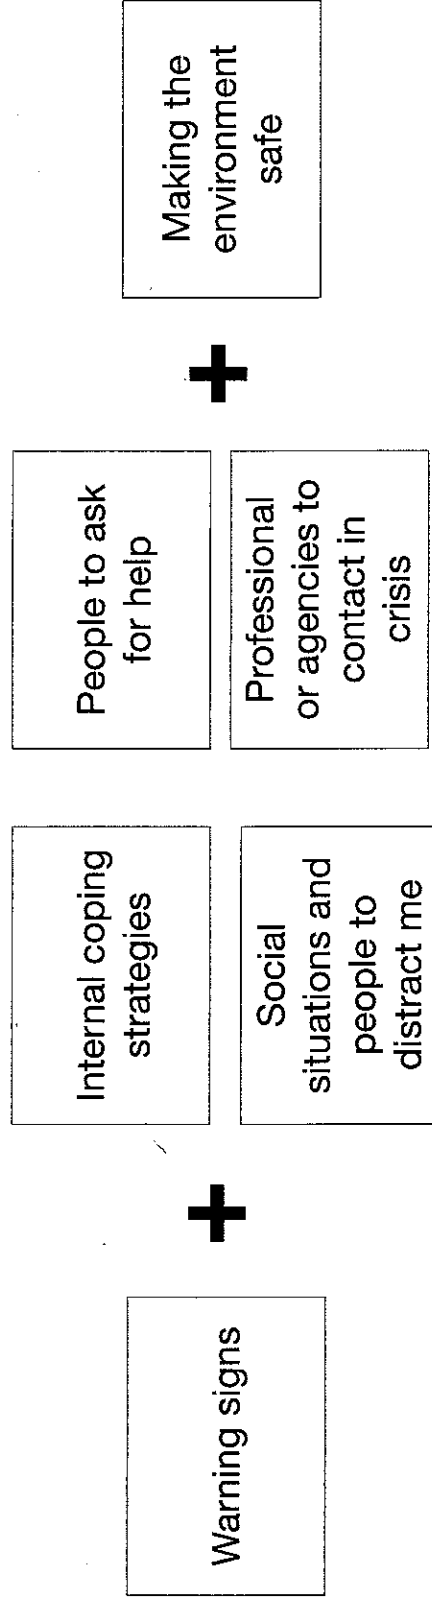 Warning signs
Internal coping
strategies
Social
situations and
people to
distract me
People to ask
for help
Professional
or agencies to
contact in
crisis
Making the
environment
safe